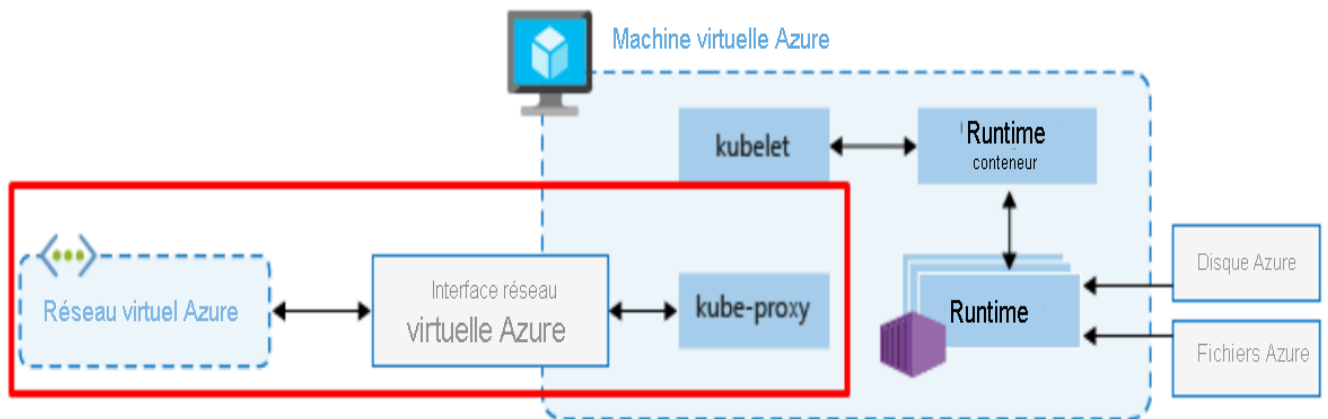 Machine virtuelle Azure
kubelet
Runtime
conteneur
Réseau virtuel Azure
Interface réseau
virtuelle Azure
kube-proxy
Runtime
Disque Azure
Fichiers Azure